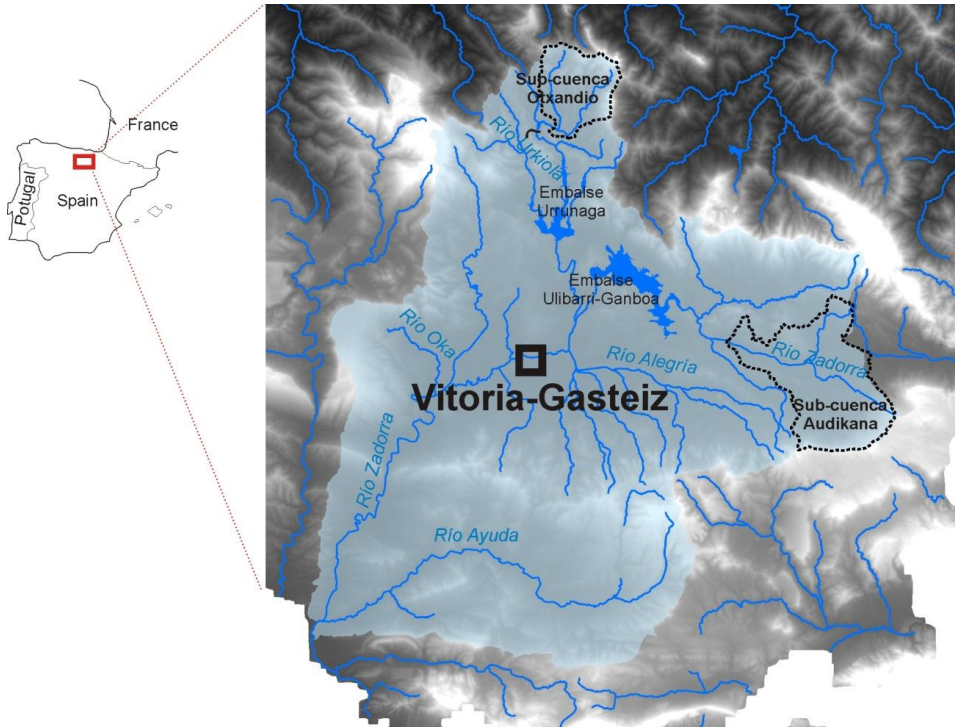 France
Potugal
Spain
Sub-cuenca
Otxandio
Río Urkiola
Embalse
Urrunaga
Embalse
Ulibarri-Ganboa
Río Oka
Río Alegría
Río Zadorra
Vitoria-Gasteiz
Sub-cuenca
Audikana
Río Zadorra
Río Ayuda